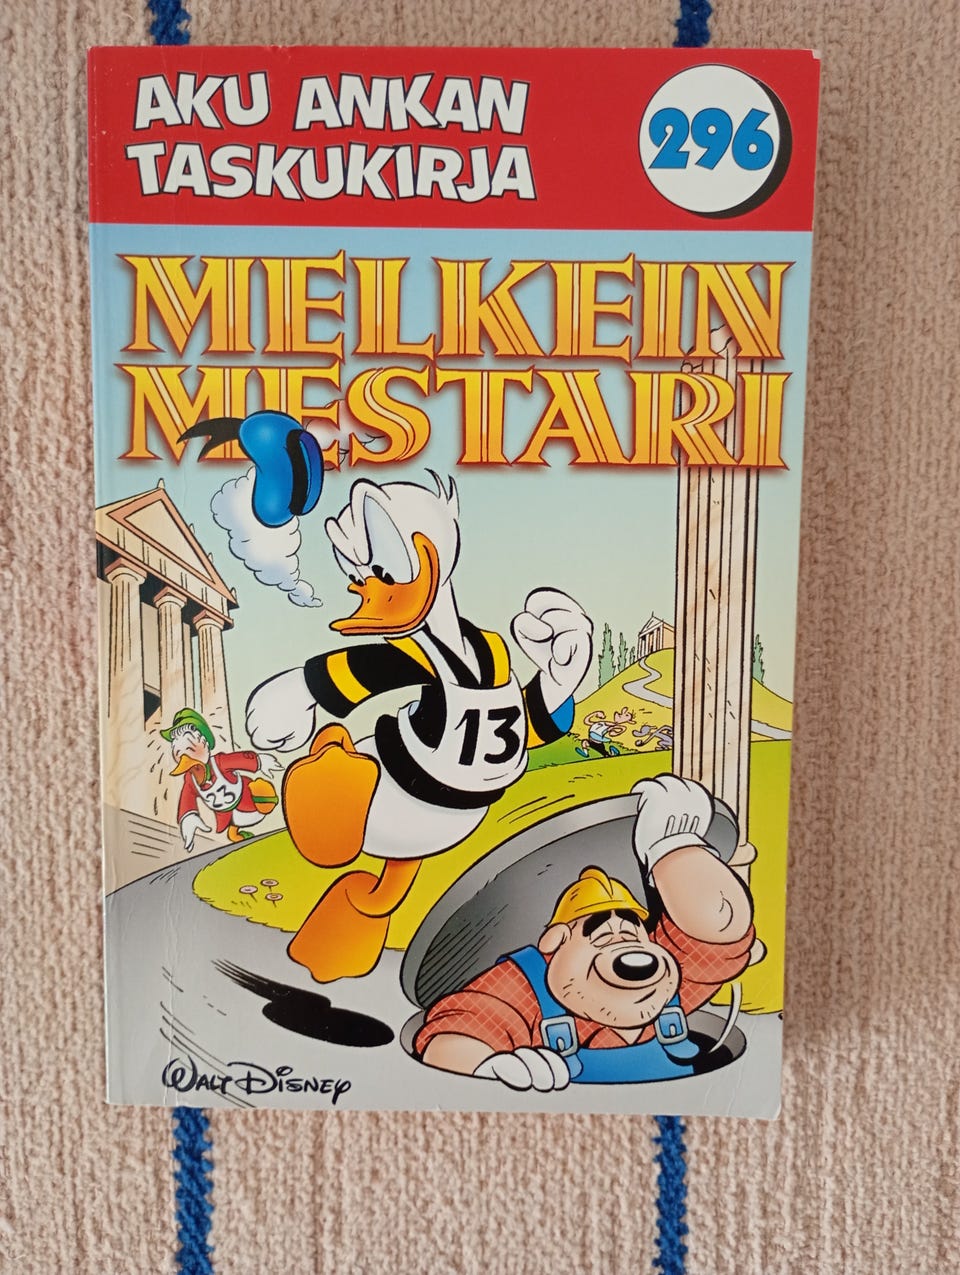 AKU ANKAN
TASKUKIRJA
296
MELKEIN
MESTARI
13
23
WALT DISNEY